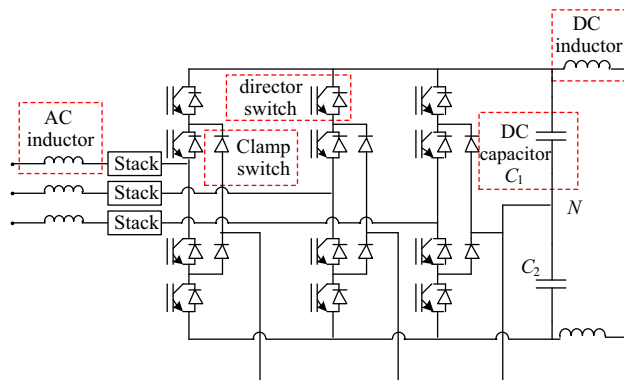 DC
inductor
director
switch
AC
inductor
Clamp
switch
DC
capacitor
C1
Stack
Stack
Stack
N
C2